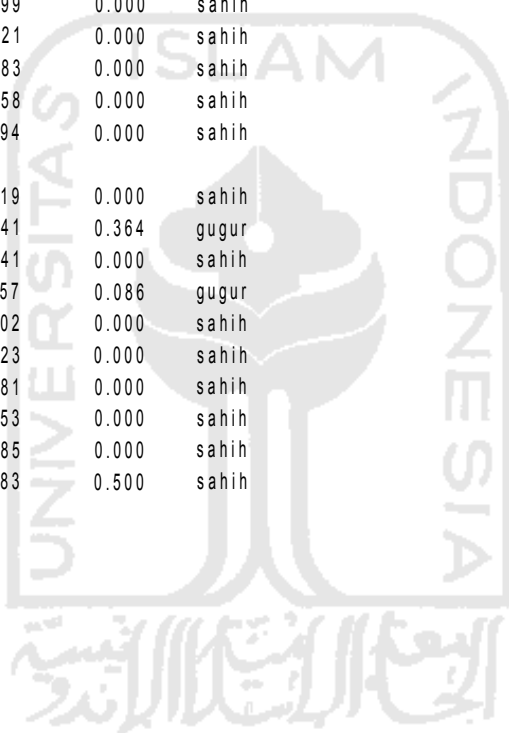 99 0.000 sahih
21 0.000 sahih
83 0.000 sahih
58 0.000 sahih
94 0.000 sahih
19 0.000 sahih
41 0.364 gugur
41 0.000 sahih
57 0.086 gugur
02 0.000 sahih
23 0.000 sahih
81 0.000 sahih
53 0.000 sahih
85 0.000 sahih
83 0.500 sahih
ISLAM
UNIVERSITAS
INDONESIA